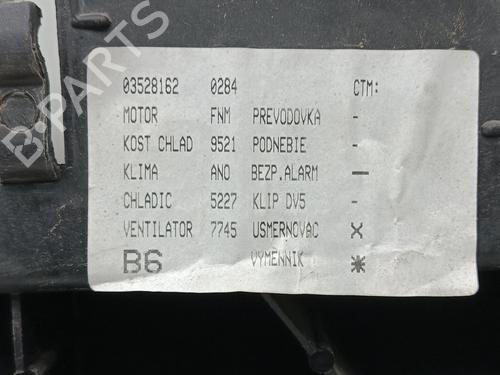 03528162 0284 CTM:
MOTOR FNM PREVODOVKA -
KOST CHLAD 9521 PODNEBIE -
KLIMA ANO BEZP.ALARM —
CHLADIC 5227 KLIP DV5 -
VENTILATOR 7745 USMERNOVAC X
B6 VYMENNIK *
B-PARTS